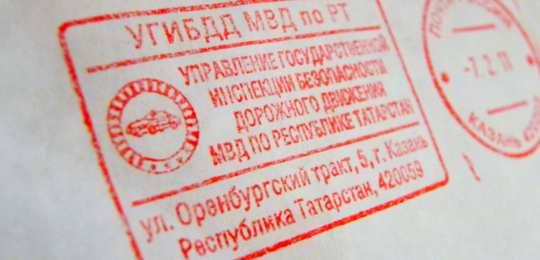 УГИБДД МВД по РТ
УПРАВЛЕНИЕ ГОСУДАРСТВЕННОЙ
ИНСПЕКЦИИ БЕЗОПАСНОСТИ
ДОРОЖНОГО ДВИЖЕНИЯ
МВД ПО РЕСПУБЛИКЕ ТАТАРСТАН
ул. Оренбургский тракт, 5, г. Казань
Республика Татарстан, 420059
-7.2.11
КАЗАНЬ